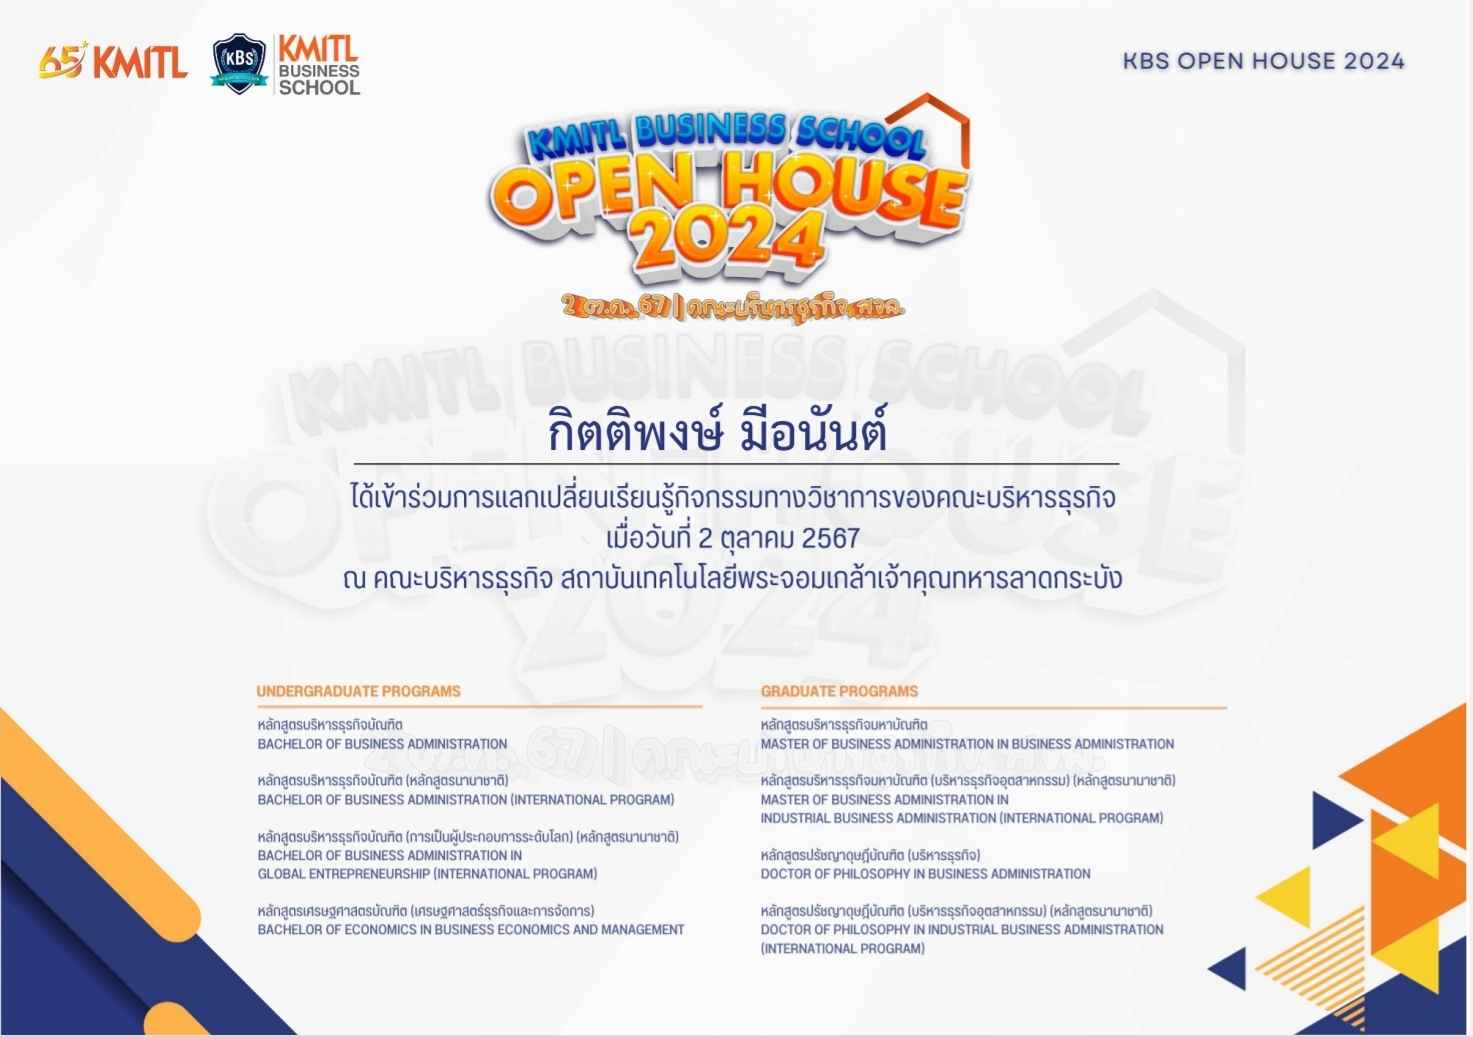 65 KMITL
KBS
KMITL
BUSINESS
SCHOOL
KBS OPEN HOUSE 2024
KMITL BUSINESS SCHOOL
OPEN HOUSE
2024
2 ต.ค. 67 | คณะบริหารธุรกิจ สจล.
กิตติพงษ์ มีอนันต์
ได้เข้าร่วมการแลกเปลี่ยนเรียนรู้กิจกรรมทางวิชาการของคณะบริหารธุรกิจ
เมื่อวันที่ 2 ตุลาคม 2567
ณ คณะบริหารธุรกิจ สถาบันเทคโนโลยีพระจอมเกล้าเจ้าคุณทหารลาดกระบัง
UNDERGRADUATE PROGRAMS
หลักสูตรบริหารธุรกิจบัณฑิต
BACHELOR OF BUSINESS ADMINISTRATION
หลักสูตรบริหารธุรกิจบัณฑิต (หลักสูตรนานาชาติ)
BACHELOR OF BUSINESS ADMINISTRATION (INTERNATIONAL PROGRAM)
หลักสูตรบริหารธุรกิจบัณฑิต (การเป็นผู้ประกอบการระดับโลก) (หลักสูตรนานาชาติ)
BACHELOR OF BUSINESS ADMINISTRATION IN
GLOBAL ENTREPRENEURSHIP (INTERNATIONAL PROGRAM)
หลักสูตรเศรษฐศาสตรบัณฑิต (เศรษฐศาสตร์ธุรกิจและการจัดการ)
BACHELOR OF ECONOMICS IN BUSINESS ECONOMICS AND MANAGEMENT
GRADUATE PROGRAMS
หลักสูตรบริหารธุรกิจมหาบัณฑิต
MASTER OF BUSINESS ADMINISTRATION IN BUSINESS ADMINISTRATION
หลักสูตรบริหารธุรกิจมหาบัณฑิต (บริหารธุรกิจอุตสาหกรรม) (หลักสูตรนานาชาติ)
MASTER OF BUSINESS ADMINISTRATION IN
INDUSTRIAL BUSINESS ADMINISTRATION (INTERNATIONAL PROGRAM)
หลักสูตรปรัชญาดุษฎีบัณฑิต (บริหารธุรกิจ)
DOCTOR OF PHILOSOPHY IN BUSINESS ADMINISTRATION
หลักสูตรปรัชญาดุษฎีบัณฑิต (บริหารธุรกิจอุตสาหกรรม) (หลักสูตรนานาชาติ)
DOCTOR OF PHILOSOPHY IN INDUSTRIAL BUSINESS ADMINISTRATION
(INTERNATIONAL PROGRAM)